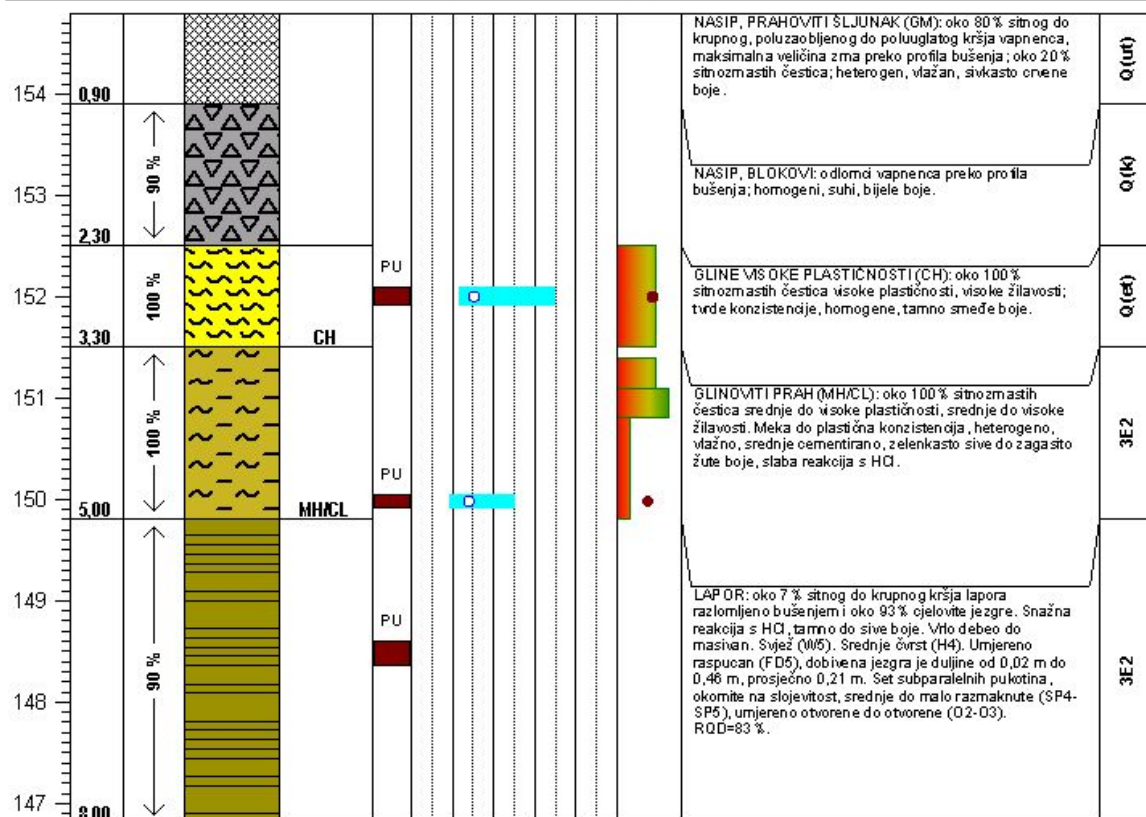 NASIP, PRAHOVITI ŠLJUNAK (GM): oko 80% sitnog do
krupnog, poluzaobljenog do poluuglatog kršja vapnenca,
maksimalna veličina zrna preko profila bušenja; oko 20%
sitnozrnastih čestica; heterogen, vlažan, sivkasto crvene
boje.
Q(ut)
154
0,90
90 %
153
NASIP, BLOKOVI: odlomci vapnenca preko profila
bušenja; homogeni, suhi, bijele boje.
Q(k)
2,30
PU
152
100 %
GLINE VISOKE PLASTIČNOSTI (CH): oko 100%
sitnozrnastih čestica visoke plastičnosti, visoke žilavosti;
tvrde konzistencije, homogene, tamno smeđe boje.
Q(et)
3,30
CH
151
100 %
GLINOVITI PRAH (MH/CL): oko 100% sitnozrnastih
čestica srednje do visoke plastičnosti, srednje do visoke
žilavosti. Meka do plastična konzistencija, heterogeno,
vlažno, srednje cementirano, zelenkasto sive do zagasito
žute boje, slaba reakcija s HCl.
3E2
PU
150
5,00
MH/CL
149
LAPOR: oko 7 % sitnog do krupnog kršja lapora
razlomljeno bušenjem i oko 93% cjelovite jezgre. Snažna
reakcija s HCl, tamno do sive boje. Vrlo debeo do
masivan. Svjež (W5). Srednje čvrst (H4). Umjereno
raspucan (FD5), dobivena jezgra je duljine od 0,02 m do
0,46 m, prosječno 0,21 m. Set subparalelnih pukotina,
okomite na slojevitost, srednje do malo razmaknute (SP4-
SP5), umjereno otvorene do otvorene (O2-O3).
RQD=83 %.
PU
90 %
3E2
148
147
8,00